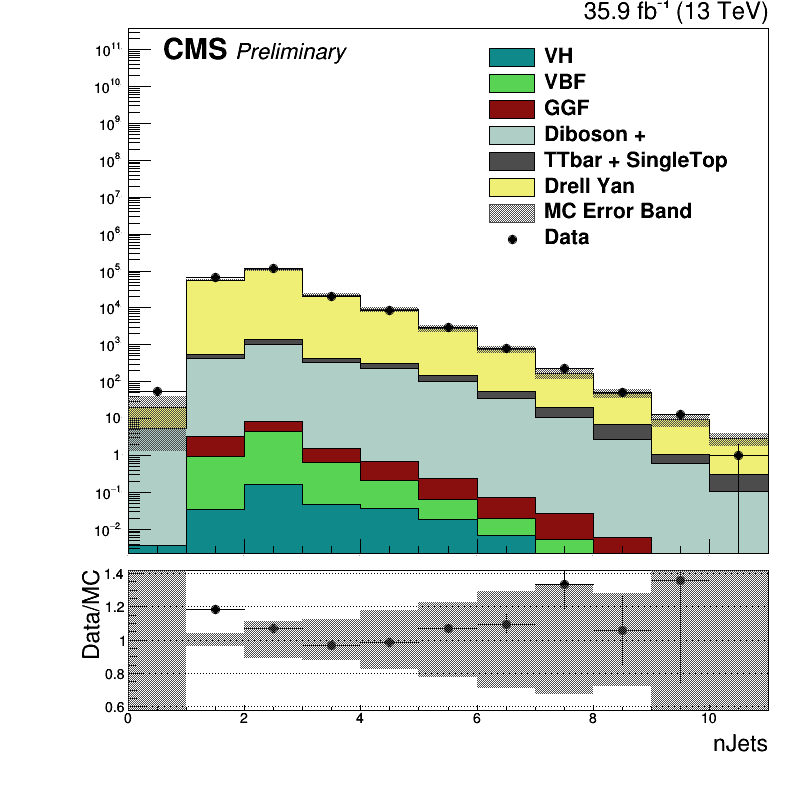 35.9 fb⁻¹ (13 TeV)
CMS Preliminary
VH
VBF
GGF
Diboson +
TTbar + SingleTop
Drell Yan
MC Error Band
Data
10¹¹
10¹⁰
10⁹
10⁸
10⁷
10⁶
10⁵
10⁴
10³
10²
10
1
10⁻¹
10⁻²
Data/MC
1.4
1.2
1
0.8
0.6
0 2 4 6 8 10
nJets